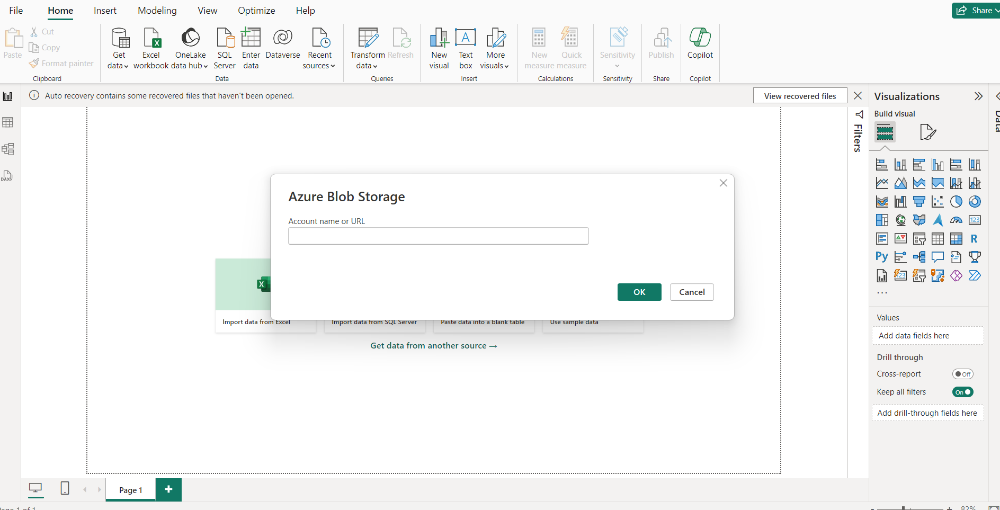 File Home Insert Modeling View Optimize Help Share
Paste
Cut
Copy
Format painter
Clipboard
Get data
Excel workbook
OneLake data hub
SQL Server
Enter data
Dataverse
Recent sources
Data
Transform data
Refresh
Queries
New visual
Text box
More visuals
Insert
New measure
Quick measure
Calculations
Sensitivity
Sensitivity
Publish
Share
Copilot
Copilot
Auto recovery contains some recovered files that haven't been opened.
View recovered files
Filters
Azure Blob Storage
Account name or URL
OK
Cancel
Import data from Excel
Import data from SQL Server
Paste data into a blank table
Use sample data
Get data from another source →
Visualizations
Data
Build visual
123
R
Py
123
...
Values
Add data fields here
Drill through
Cross-report
Off
Keep all filters
On
Add drill-through fields here
DAX
Page 1
Page 1 of 1
- + 82%